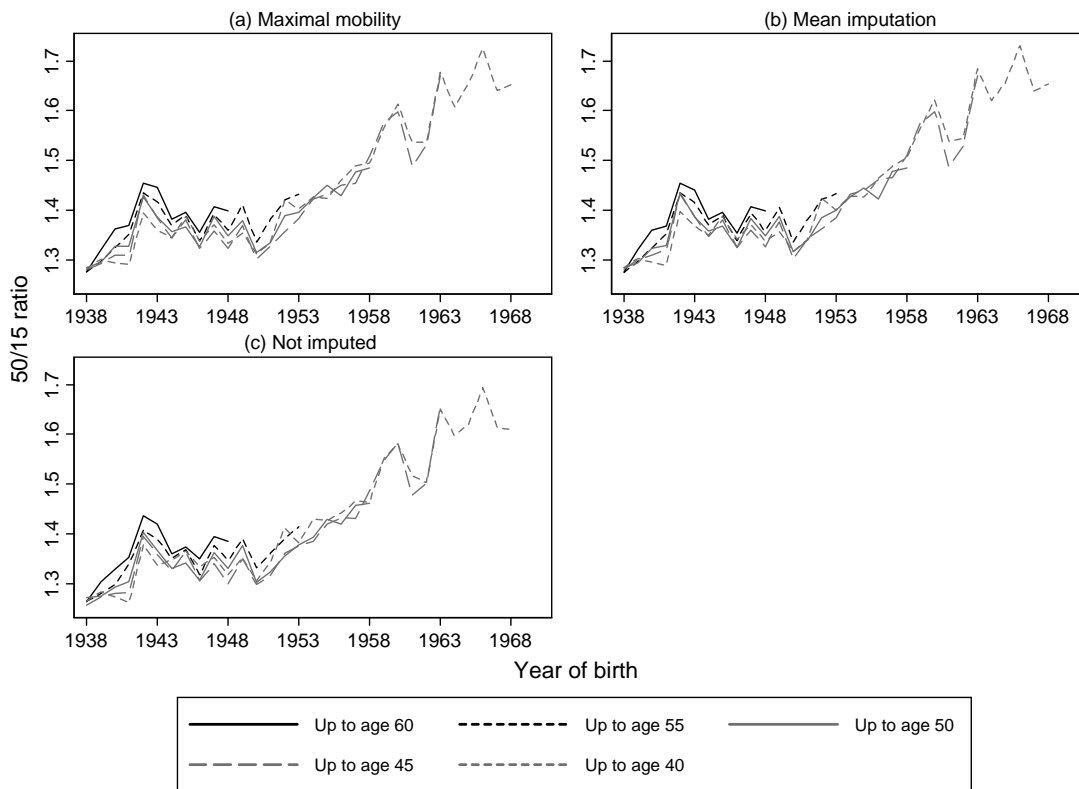 (a) Maximal mobility
(b) Mean imputation
1.7
1.6
1.5
1.4
1.3
1938 1943 1948 1953 1958 1963 1968
1.7
1.6
1.5
1.4
1.3
1938 1943 1948 1953 1958 1963 1968
(c) Not imputed
50/15 ratio
1.7
1.6
1.5
1.4
1.3
1938 1943 1948 1953 1958 1963 1968
Year of birth
Up to age 60 Up to age 55 Up to age 50
Up to age 45 Up to age 40